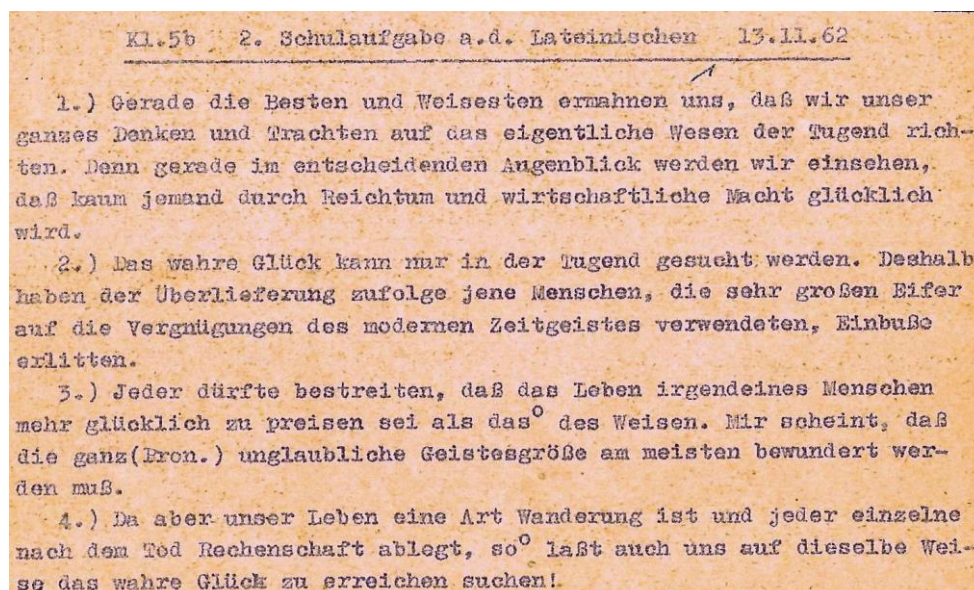 Kl.5b 2. Schulaufgabe a.d. Lateinischen 13.11.62
1.) Gerade die Besten und Weisesten ermahnen uns, daß wir unser
ganzes Denken und Trachten auf das eigentliche Wesen der Tugend rich-
ten. Denn gerade im entscheidenden Augenblick werden wir einsehen,
daß kaum jemand durch Reichtum und wirtschaftliche Macht glücklich
wird.
2.) Das wahre Glück kann nur in der Tugend gesucht werden. Deshalb
haben der Überlieferung zufolge jene Menschen, die sehr großen Eifer
auf die Vergnügungen des modernen Zeitgeistes verwendeten, Einbuße
erlitten.
3.) Jeder dürfte bestreiten, daß das Leben irgendeines Menschen
mehr glücklich zu preisen sei als das° des Weisen. Mir scheint, daß
die ganz(Pron.) unglaubliche Geistesgröße am meisten bewundert wer-
den muß.
4.) Da aber unser Leben eine Art Wanderung ist und jeder einzelne
nach dem Tod Rechenschaft ablegt, so° laßt auch uns auf dieselbe Wei-
se das wahre Glück zu erreichen suchen!